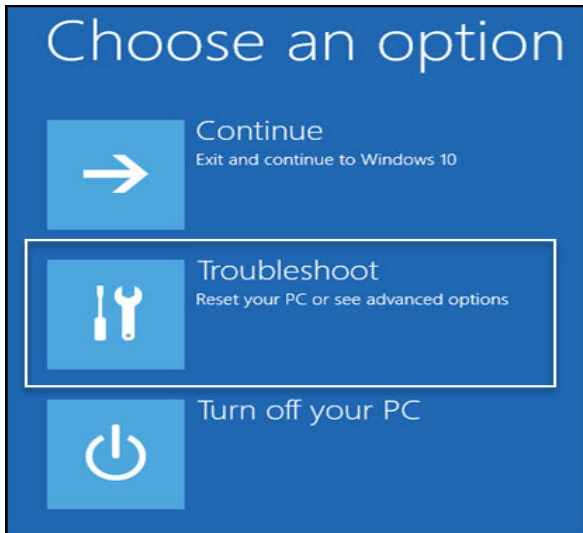 Choose an option
Continue
Exit and continue to Windows 10
Troubleshoot
Reset your PC or see advanced options
Turn off your PC